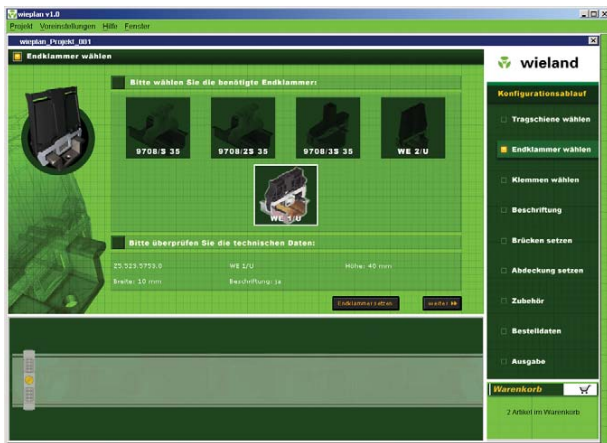 wieplan v1.0
Projekt Voreinstellungen Hilfe Fenster
wieplan_Projekt_001
Endklammer wählen
Bitte wählen Sie die benötigte Endklammer:
9708/S 35
9708/2S 35
9708/3S 35
WE 2/U
WE 1/U
Bitte überprüfen Sie die technischen Daten:
25.523.5753.0
WE 1/U
Höhe: 40 mm
Breite: 10 mm
Beschriftung: ja
Endklammer setzen
weiter
wieland
Konfigurationsablauf
Tragschiene wählen
Endklammer wählen
Klemmen wählen
Beschriftung
Brücken setzen
Abdeckung setzen
Zubehör
Bestelldaten
Ausgabe
Warenkorb
2 Artikel im Warenkorb